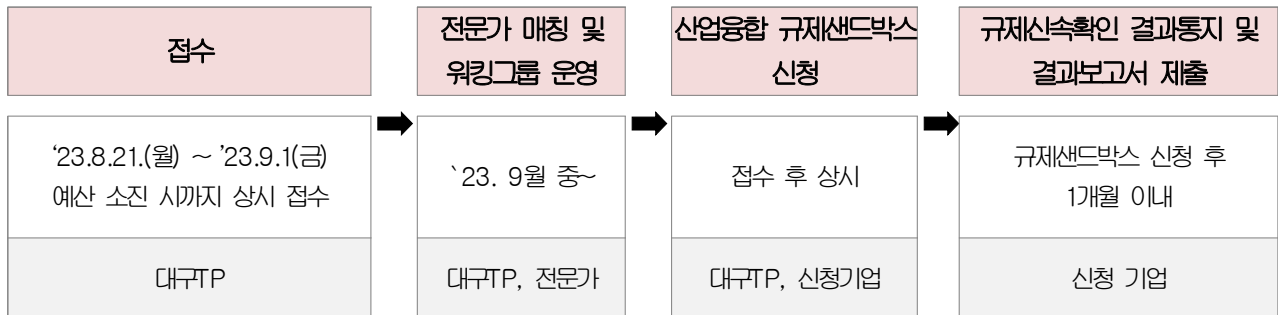 접수
전문가 매칭 및
워킹그룹 운영
산업융합 규제샌드박스
신청
규제신속확인 결과통지 및
결과보고서 제출
‘23.8.21.(월) ~ ’23.9.1(금)
예산 소진 시까지 상시 접수
`23. 9월 중~
접수 후 상시
규제샌드박스 신청 후
1개월 이내
대구TP
대구TP, 전문가
대구TP, 신청기업
신청 기업